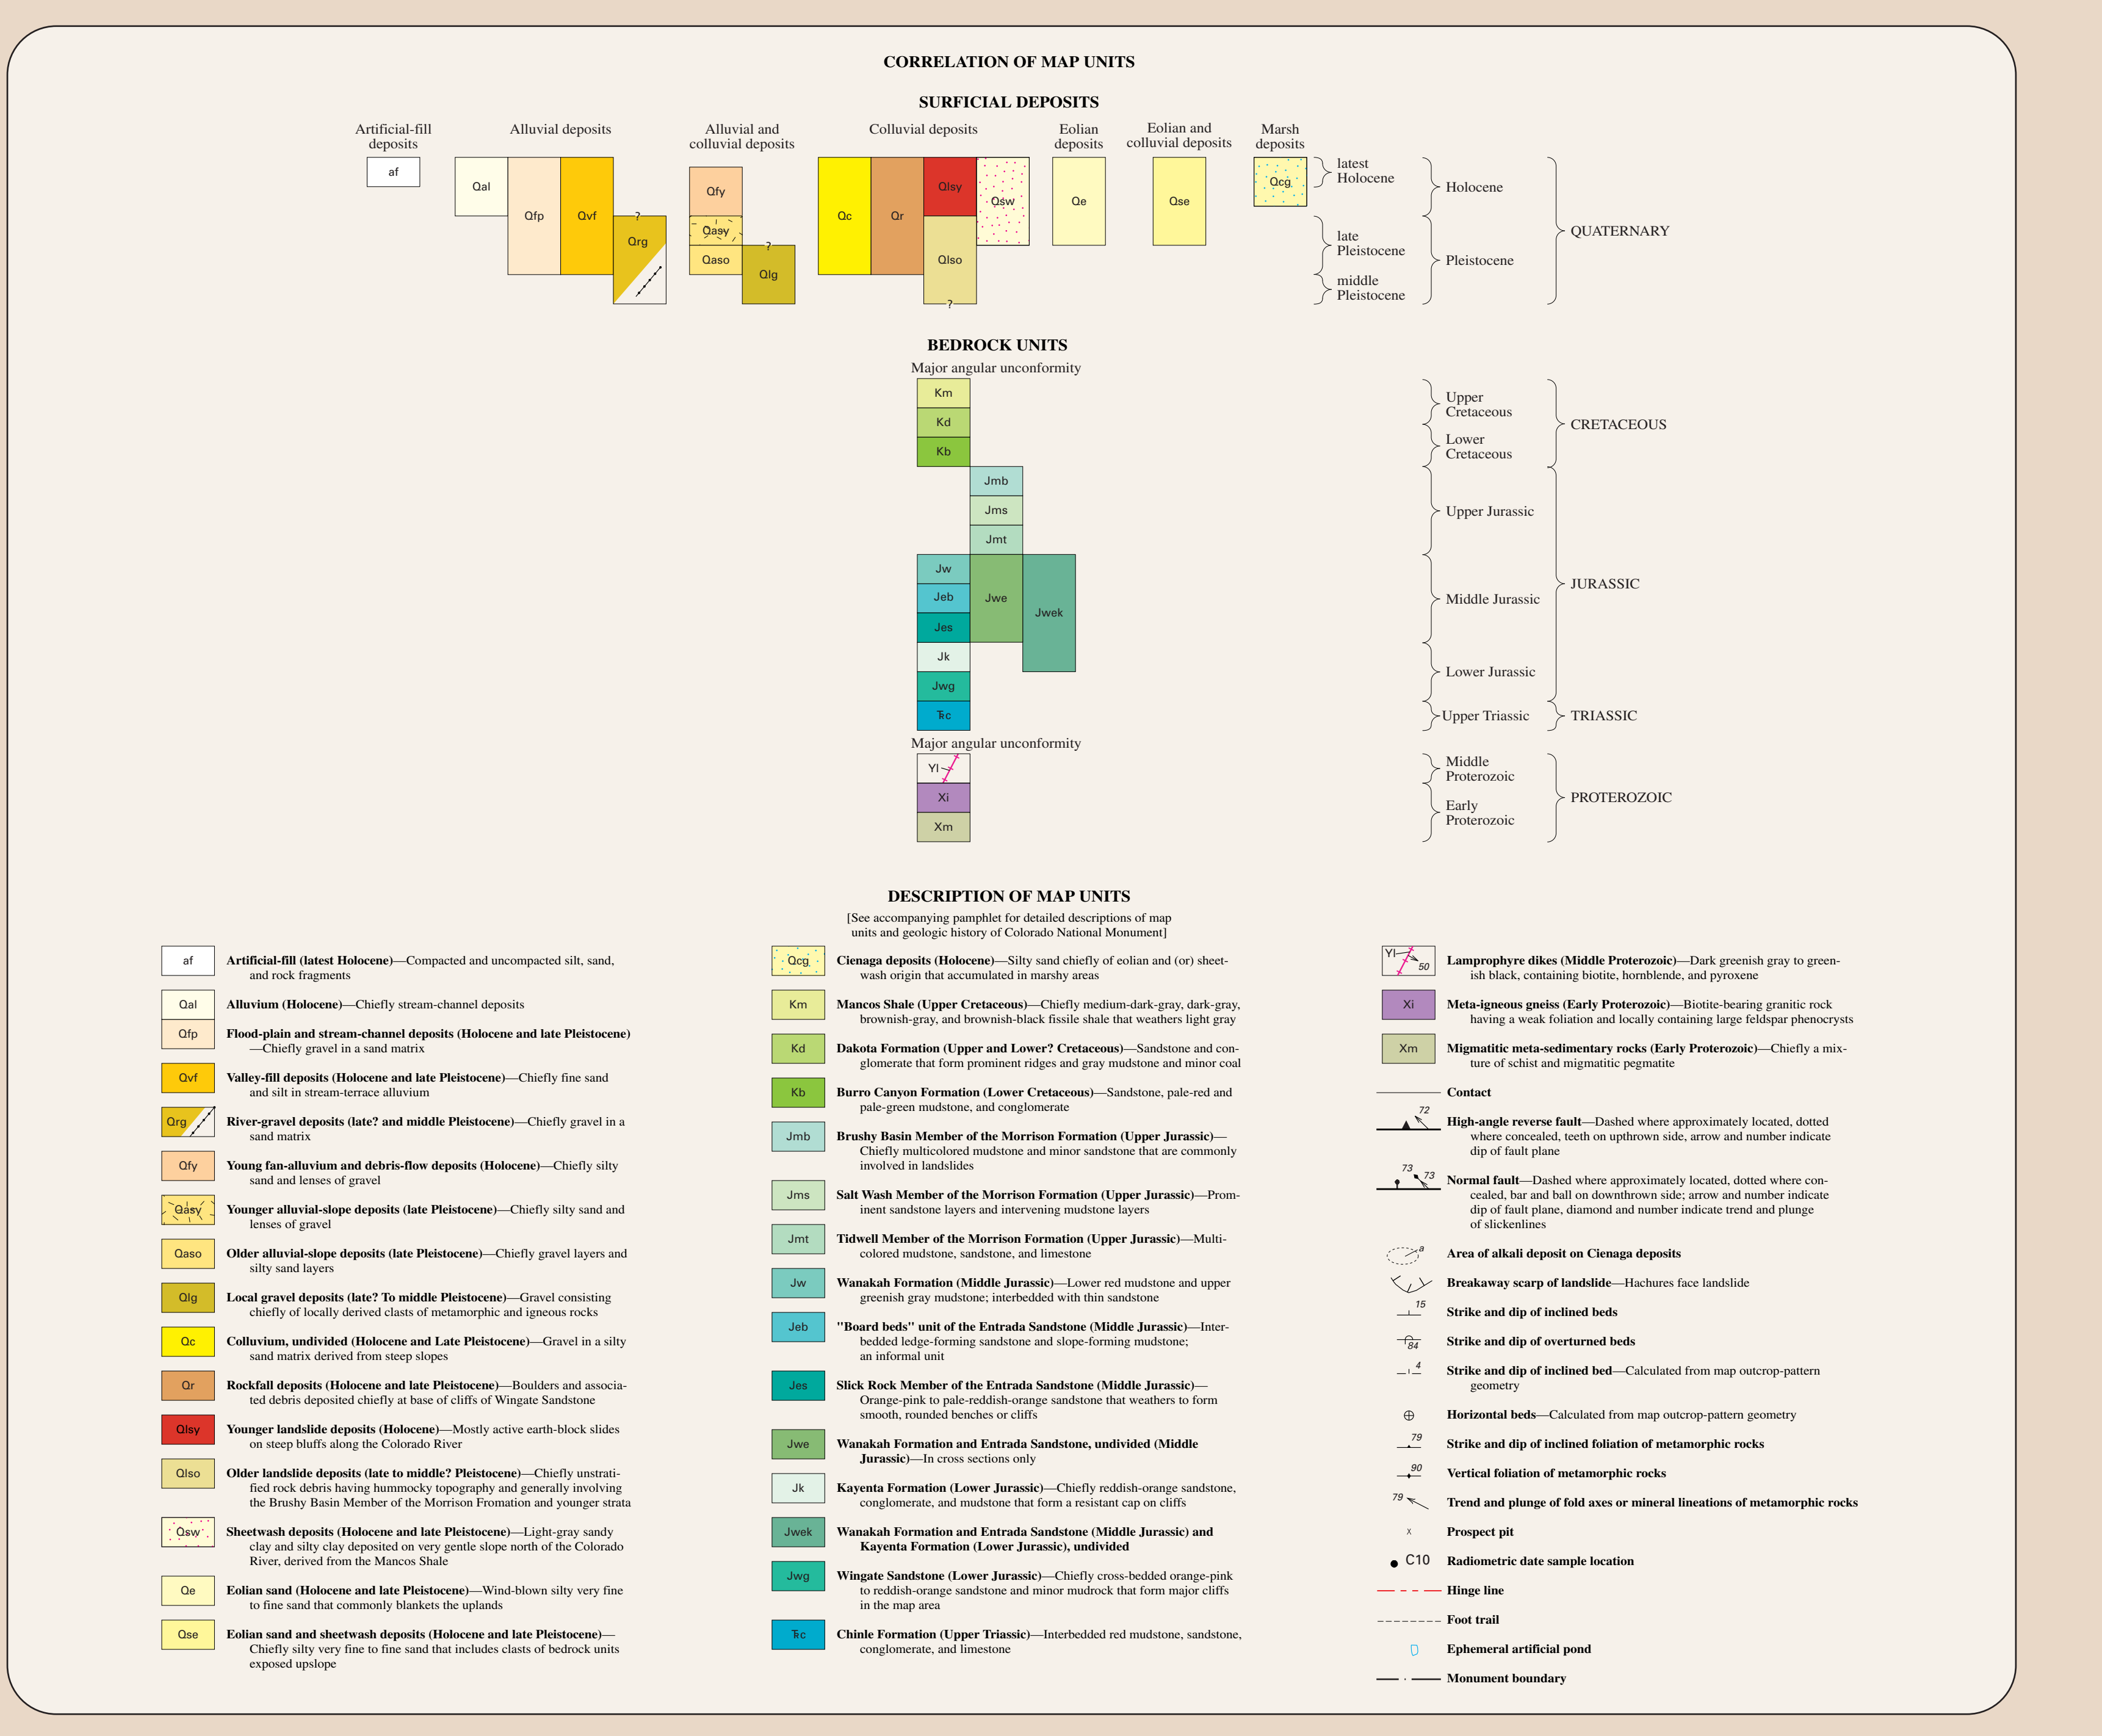 CORRELATION OF MAP UNITS
SURFICIAL DEPOSITS
Artificial-fill
deposits
Alluvial deposits
Alluvial and
colluvial deposits
Colluvial deposits
Eolian
deposits
Eolian and
colluvial deposits
Marsh
deposits
af
Qal
Qfp
Qvf
?
Qrg
Qfy
Qasy
Qaso
?
Qlg
Qc
Qr
Qlsy
Qlso
?
Qsw
Qe
Qse
Qcg
latest
Holocene
late
Pleistocene
middle
Pleistocene
Holocene
Pleistocene
QUATERNARY
BEDROCK UNITS
Major angular unconformity
Km
Kd
Kb
Jmb
Jms
Jmt
Jw
Jeb
Jes
Jwe
Jwek
Jk
Jwg
TRc
Upper
Cretaceous
Lower
Cretaceous
CRETACEOUS
Upper Jurassic
Middle Jurassic
Lower Jurassic
JURASSIC
Upper Triassic
TRIASSIC
Major angular unconformity
Yl
Xi
Xm
Middle
Proterozoic
Early
Proterozoic
PROTEROZOIC
DESCRIPTION OF MAP UNITS
[See accompanying pamphlet for detailed descriptions of map
units and geologic history of Colorado National Monument]
af
Artificial-fill (latest Holocene)—Compacted and uncompacted silt, sand,
and rock fragments
Qal
Alluvium (Holocene)—Chiefly stream-channel deposits
Qfp
Flood-plain and stream-channel deposits (Holocene and late Pleistocene)
—Chiefly gravel in a sand matrix
Qvf
Valley-fill deposits (Holocene and late Pleistocene)—Chiefly fine sand
and silt in stream-terrace alluvium
Qrg
River-gravel deposits (late? and middle Pleistocene)—Chiefly gravel in a
sand matrix
Qfy
Young fan-alluvium and debris-flow deposits (Holocene)—Chiefly silty
sand and lenses of gravel
Qasy
Younger alluvial-slope deposits (late Pleistocene)—Chiefly silty sand and
lenses of gravel
Qaso
Older alluvial-slope deposits (late Pleistocene)—Chiefly gravel layers and
silty sand layers
Qlg
Local gravel deposits (late? To middle Pleistocene)—Gravel consisting
chiefly of locally derived clasts of metamorphic and igneous rocks
Qc
Colluvium, undivided (Holocene and Late Pleistocene)—Gravel in a silty
sand matrix derived from steep slopes
Qr
Rockfall deposits (Holocene and late Pleistocene)—Boulders and associa-
ted debris deposited chiefly at base of cliffs of Wingate Sandstone
Qlsy
Younger landslide deposits (Holocene)—Mostly active earth-block slides
on steep bluffs along the Colorado River
Qlso
Older landslide deposits (late to middle? Pleistocene)—Chiefly unstrati-
fied rock debris having hummocky topography and generally involving
the Brushy Basin Member of the Morrison Fromation and younger strata
Qsw
Sheetwash deposits (Holocene and late Pleistocene)—Light-gray sandy
clay and silty clay deposited on very gentle slope north of the Colorado
River, derived from the Mancos Shale
Qe
Eolian sand (Holocene and late Pleistocene)—Wind-blown silty very fine
to fine sand that commonly blankets the uplands
Qse
Eolian sand and sheetwash deposits (Holocene and late Pleistocene)—
Chiefly silty very fine to fine sand that includes clasts of bedrock units
exposed upslope
Qcg
Cienaga deposits (Holocene)—Silty sand chiefly of eolian and (or) sheet-
wash origin that accumulated in marshy areas
Km
Mancos Shale (Upper Cretaceous)—Chiefly medium-dark-gray, dark-gray,
brownish-gray, and brownish-black fissile shale that weathers light gray
Kd
Dakota Formation (Upper and Lower? Cretaceous)—Sandstone and con-
glomerate that form prominent ridges and gray mudstone and minor coal
Kb
Burro Canyon Formation (Lower Cretaceous)—Sandstone, pale-red and
pale-green mudstone, and conglomerate
Jmb
Brushy Basin Member of the Morrison Formation (Upper Jurassic)—
Chiefly multicolored mudstone and minor sandstone that are commonly
involved in landslides
Jms
Salt Wash Member of the Morrison Formation (Upper Jurassic)—Prom-
inent sandstone layers and intervening mudstone layers
Jmt
Tidwell Member of the Morrison Formation (Upper Jurassic)—Multi-
colored mudstone, sandstone, and limestone
Jw
Wanakah Formation (Middle Jurassic)—Lower red mudstone and upper
greenish gray mudstone; interbedded with thin sandstone
Jeb
"Board beds" unit of the Entrada Sandstone (Middle Jurassic)—Inter-
bedded ledge-forming sandstone and slope-forming mudstone;
an informal unit
Jes
Slick Rock Member of the Entrada Sandstone (Middle Jurassic)—
Orange-pink to pale-reddish-orange sandstone that weathers to form
smooth, rounded benches or cliffs
Jwe
Wanakah Formation and Entrada Sandstone, undivided (Middle
Jurassic)—In cross sections only
Jk
Kayenta Formation (Lower Jurassic)—Chiefly reddish-orange sandstone,
conglomerate, and mudstone that form a resistant cap on cliffs
Jwek
Wanakah Formation and Entrada Sandstone (Middle Jurassic) and
Kayenta Formation (Lower Jurassic), undivided
Jwg
Wingate Sandstone (Lower Jurassic)—Chiefly cross-bedded orange-pink
to reddish-orange sandstone and minor mudrock that form major cliffs
in the map area
TRc
Chinle Formation (Upper Triassic)—Interbedded red mudstone, sandstone,
conglomerate, and limestone
Yl
50
Lamprophyre dikes (Middle Proterozoic)—Dark greenish gray to green-
ish black, containing biotite, hornblende, and pyroxene
Xi
Meta-igneous gneiss (Early Proterozoic)—Biotite-bearing granitic rock
having a weak foliation and locally containing large feldspar phenocrysts
Xm
Migmatitic meta-sedimentary rocks (Early Proterozoic)—Chiefly a mix-
ture of schist and migmatitic pegmatite
Contact
72
High-angle reverse fault—Dashed where approximately located, dotted
where concealed, teeth on upthrown side, arrow and number indicate
dip of fault plane
73 73
Normal fault—Dashed where approximately located, dotted where con-
cealed, bar and ball on downthrown side; arrow and number indicate
dip of fault plane, diamond and number indicate trend and plunge
of slickenlines
a
Area of alkali deposit on Cienaga deposits
Breakaway scarp of landslide—Hachures face landslide
15
Strike and dip of inclined beds
84
Strike and dip of overturned beds
4
Strike and dip of inclined bed—Calculated from map outcrop-pattern
geometry
Horizontal beds—Calculated from map outcrop-pattern geometry
79
Strike and dip of inclined foliation of metamorphic rocks
90
Vertical foliation of metamorphic rocks
79
Trend and plunge of fold axes or mineral lineations of metamorphic rocks
x
Prospect pit
C10
Radiometric date sample location
Hinge line
Foot trail
Ephemeral artificial pond
Monument boundary